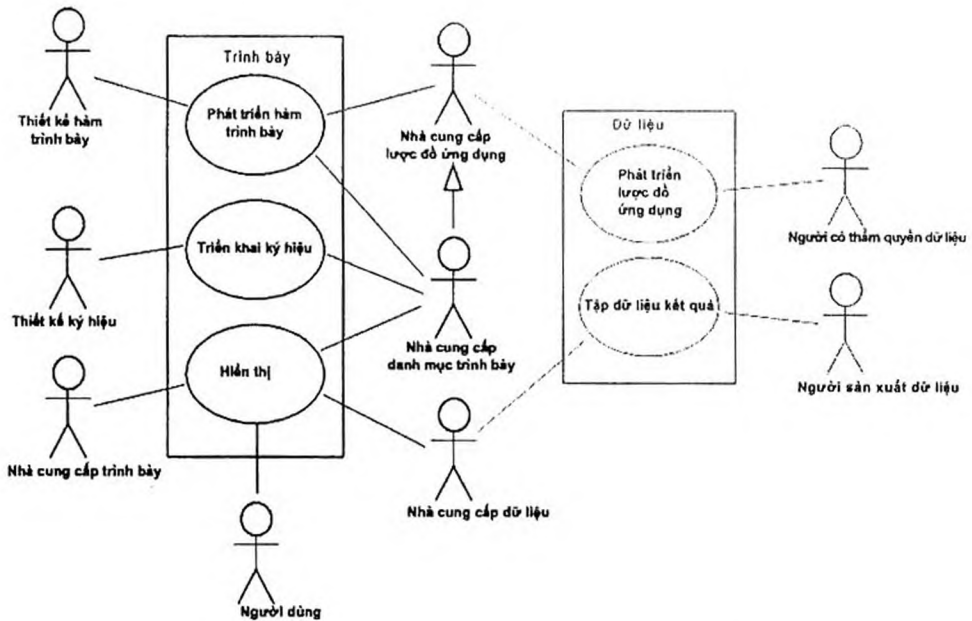 Trình bày
Thiết kế hàm
trình bày
Phát triển hàm
trình bày
Nhà cung cấp
lược đồ ứng dụng
Dữ liệu
Phát triển
lược đồ
ứng dụng
Người có thẩm quyền dữ liệu
Triển khai ký hiệu
Thiết kế ký hiệu
Nhà cung cấp
danh mục trình bày
Tập dữ liệu kết quả
Người sản xuất dữ liệu
Hiển thị
Nhà cung cấp trình bày
Nhà cung cấp dữ liệu
Người dùng